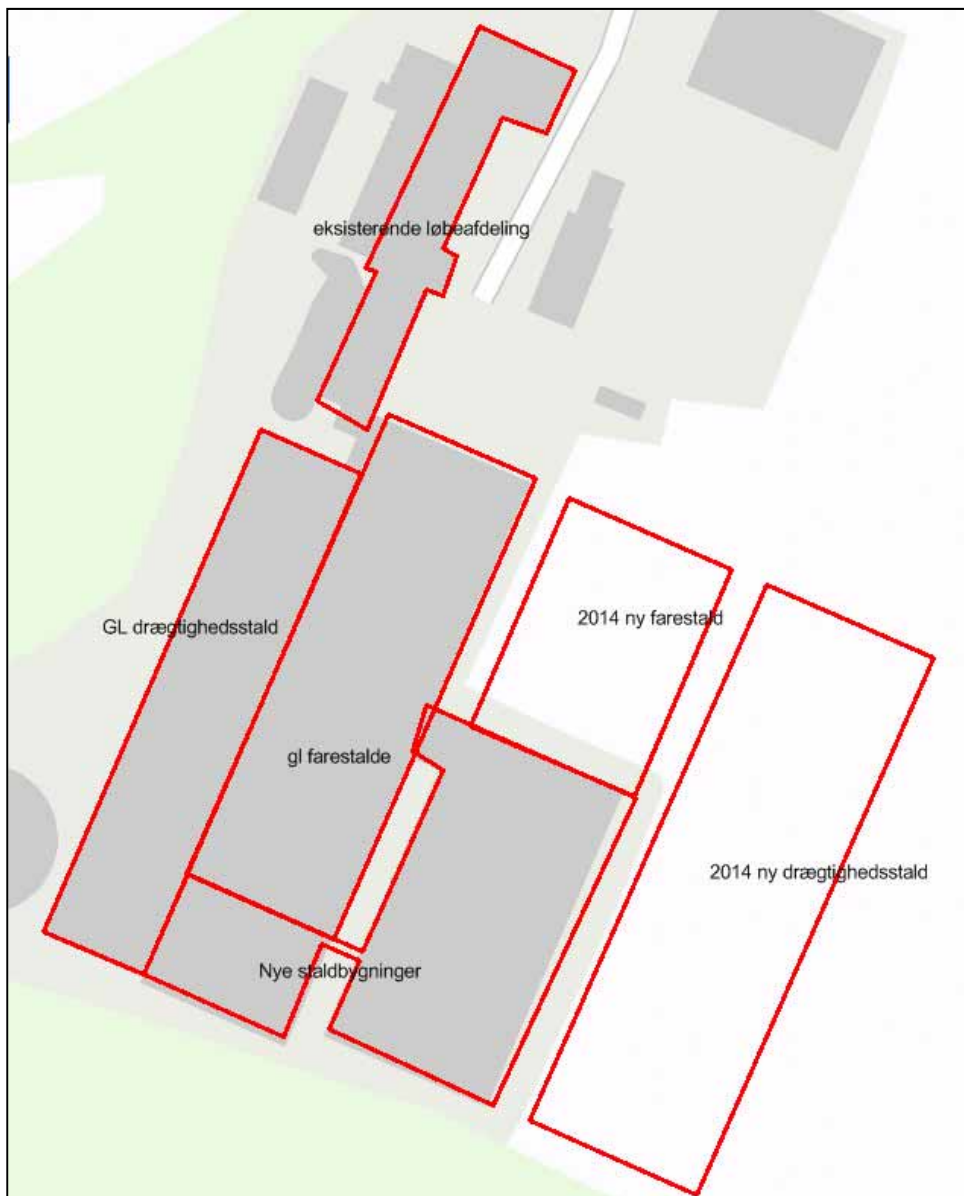 eksisterende løbeafdeling
2014 ny farestald
GL drægtighedsstald
gl farestalde
2014 ny drægtighedsstald
Nye staldbygninger